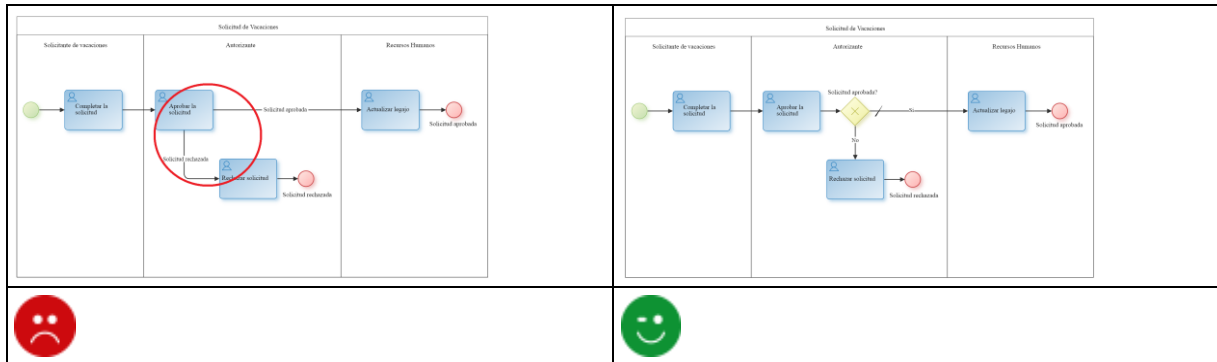 Solicitud de Vacaciones
Solicitante de vacaciones
Autorizante
Recursos Humanos
Completar la
solicitud
Aprobar la
solicitud
Solicitud aprobada
Actualizar legajo
Solicitud aprobada
Solicitud rechazada
Rechazar solicitud
Solicitud rechazada
Solicitud de Vacaciones
Solicitante de vacaciones
Autorizante
Recursos Humanos
Completar la
solicitud
Aprobar la
solicitud
Solicitud aprobada?
Si
Actualizar legajo
Solicitud aprobada
No
Rechazar solicitud
Solicitud rechazada